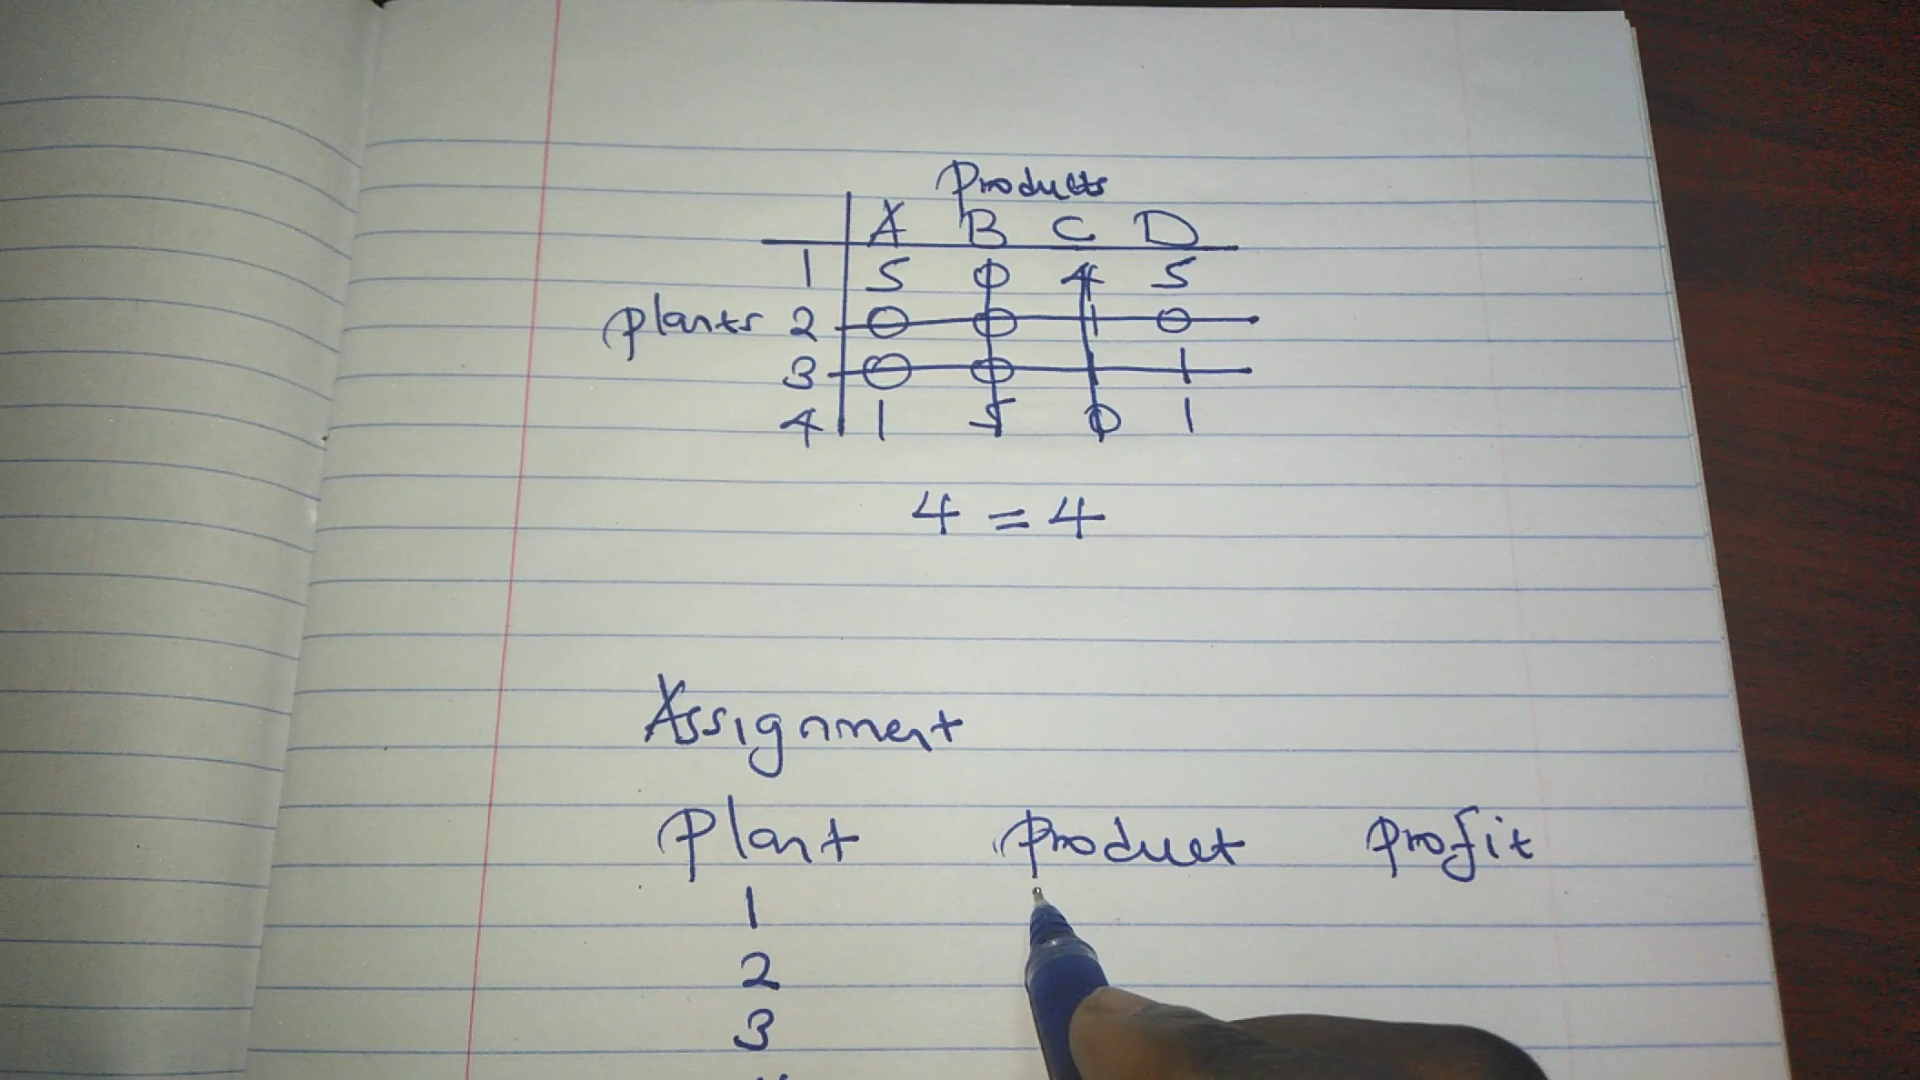 Products
A B C D
1 5 0 4 5
Plants 2 0 0 1 0
3 0 0 1 1
4 1 5 0 1
4 = 4
Assignment
Plant Product Profit
1
2
3